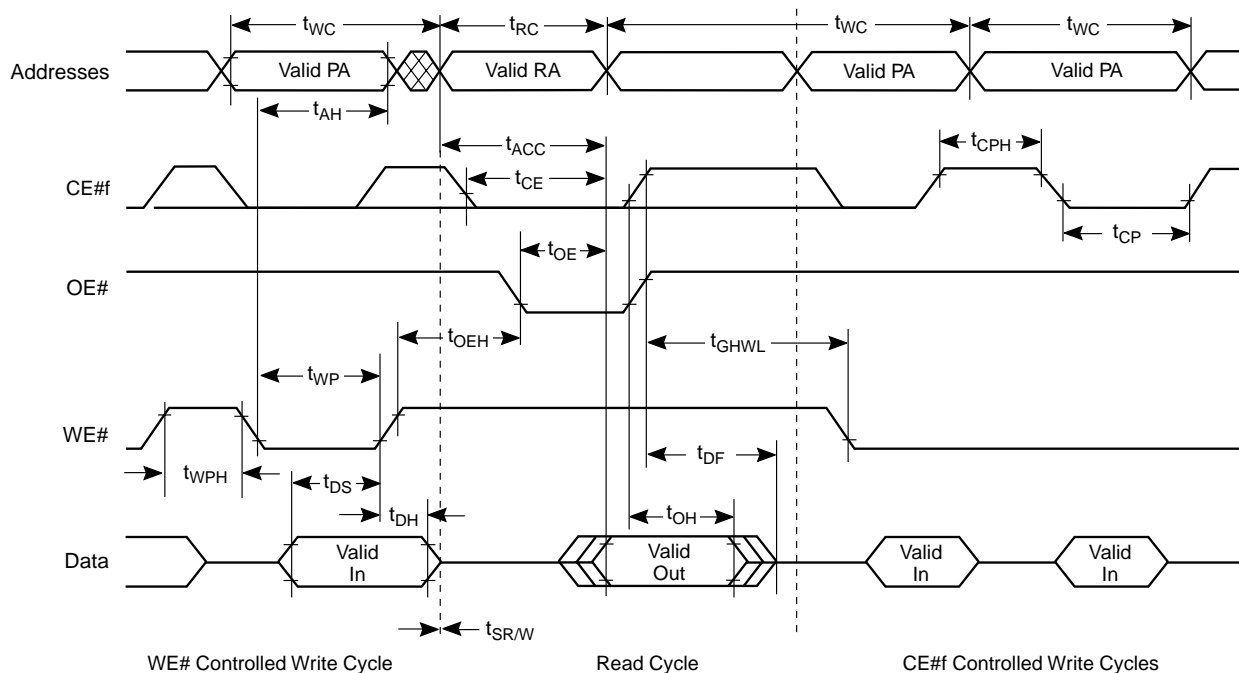 tWC tRC tWC tWC
Addresses Valid PA Valid RA Valid PA Valid PA
tAH
tACC tCPH
CE#f tCE
tCP
tOE
OE#
tOEH tGHWL
tWP
WE#
tDF
tWPH tDS
tDH tOH
Data Valid In Valid Out Valid In Valid In
tSR/W
WE# Controlled Write Cycle Read Cycle CE#f Controlled Write Cycles